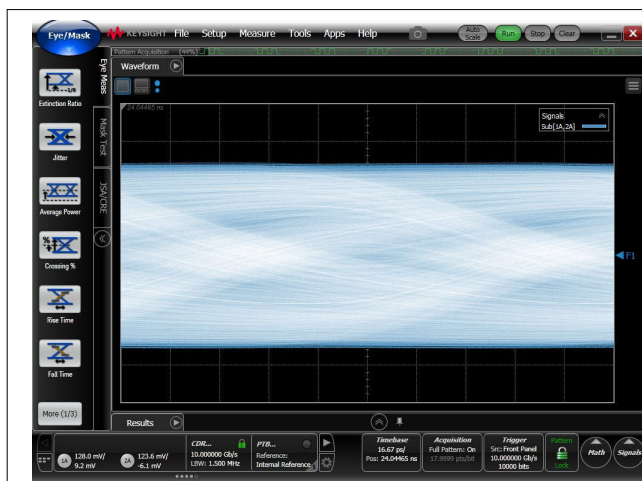 Eye/Mask
KEYSIGHT File Setup Measure Tools Apps Help
Auto Scale
Run Stop Clear
Pattern Acquisition (44%)
Waveform
Eye Meas
Mask Test
JSA/CRE
Extinction Ratio
Jitter
Average Power
Crossing %
Rise Time
Fall Time
More (1/3)
24.04465 ns
Signals
Sub[1A,2A]
F1
Results
1A 128.0 mV/
9.2 mV
2A 123.6 mV/
-6.1 mV
CDR...
10.000000 Gb/s
LBW: 1.500 MHz
PTB...
Reference:
Internal Reference
Timebase
16.67 ps/
Pos: 24.04465 ns
Acquisition
Full Pattern: On
17.9999 pts/bit
Trigger
Src: Front Panel
10.000000 Gb/s
10000 bits
Pattern
Lock
Math
Signals